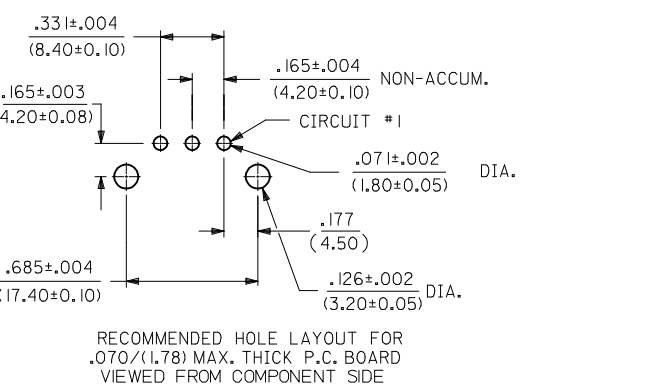 .331±.004
(8.40±0.10)
.165±.004
(4.20±0.10)
NON-ACCUM.
.165±.003
4.20±0.08)
CIRCUIT #1
.071±.002
(1.80±0.05)
DIA.
.177
(4.50)
.685±.004
(17.40±0.10)
.126±.002
(3.20±0.05)
DIA.
RECOMMENDED HOLE LAYOUT FOR
.070/(1.78) MAX. THICK P.C. BOARD
VIEWED FROM COMPONENT SIDE